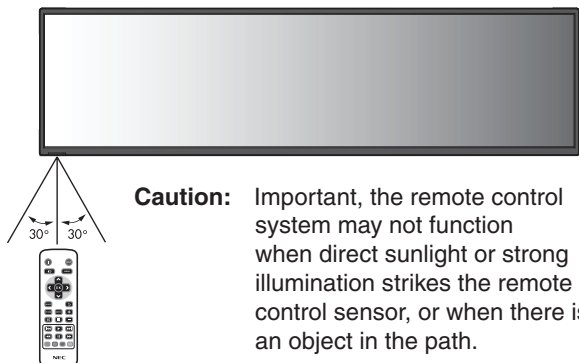 Caution: Important, the remote control
system may not function
when direct sunlight or strong
illumination strikes the remote
control sensor, or when there is
an object in the path.
30° 30°
NEC